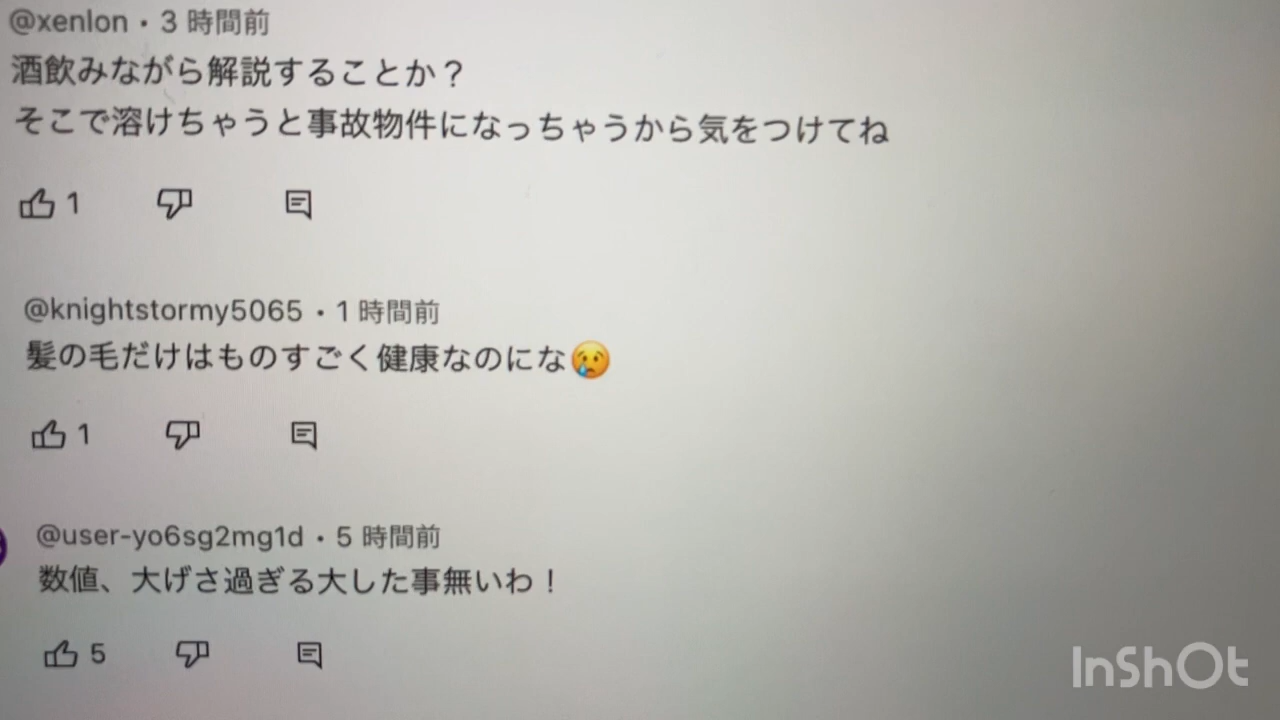 @xenlon・3 時間前
酒飲みながら解説することか？
そこで溶けちゃうと事故物件になっちゃうから気をつけてね
1
@knightstormy5065・1 時間前
髪の毛だけはものすごく健康なのにな😢
1
@user-yo6sg2mg1d・5 時間前
数値、大げさ過ぎる大した事無いわ！
5
InShOt